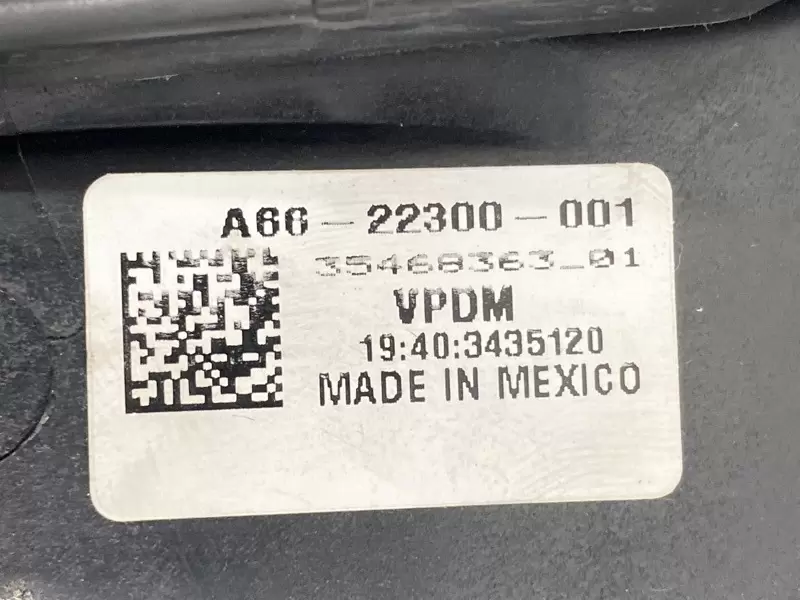 A66-22300-001
35468363_01
VPDM
19:40:3435120
MADE IN MEXICO